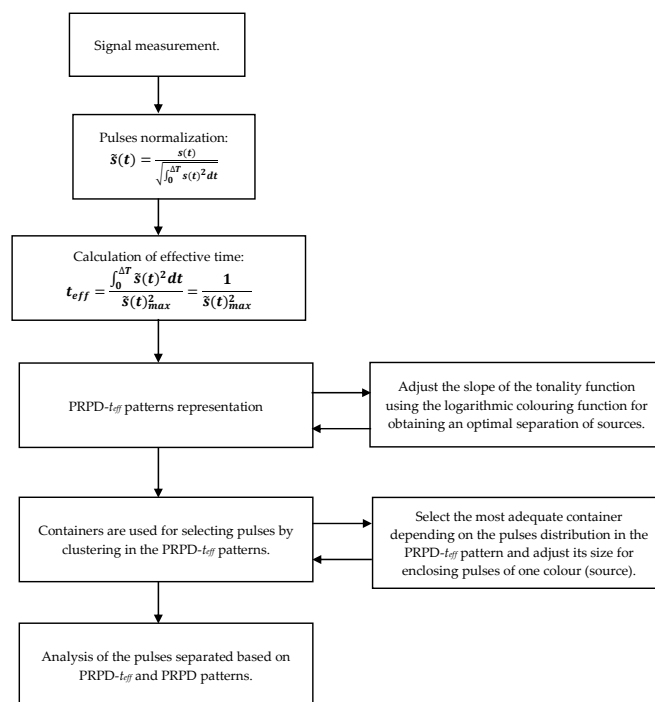 Signal measurement.
Pulses normalization:
s̃(t) = s(t) / √(∫₀^ΔT s(t)² dt)
Calculation of effective time:
t_eff = ∫₀^ΔT s̃(t)² dt / s̃(t)²_max = 1 / s̃(t)²_max
PRPD-t_eff patterns representation
Adjust the slope of the tonality function
using the logarithmic colouring function for
obtaining an optimal separation of sources.
Containers are used for selecting pulses by
clustering in the PRPD-t_eff patterns.
Select the most adequate container
depending on the pulses distribution in the
PRPD-t_eff pattern and adjust its size for
enclosing pulses of one colour (source).
Analysis of the pulses separated based on
PRPD-t_eff and PRPD patterns.